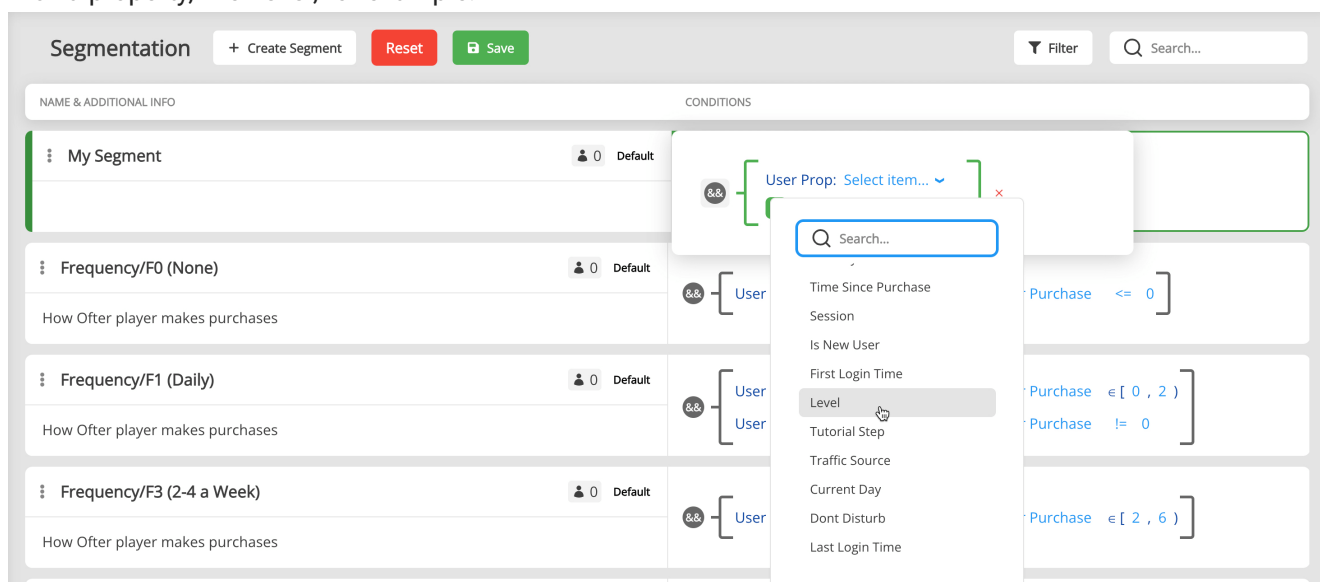 Segmentation
+ Create Segment
Reset
Save
Filter
Search...
NAME & ADDITIONAL INFO
CONDITIONS
My Segment
0 Default
&&
User Prop: Select item...
×
Search...
Time Since Purchase
Session
Is New User
First Login Time
Level
Tutorial Step
Traffic Source
Current Day
Dont Disturb
Last Login Time
Frequency/F0 (None)
0 Default
How Ofter player makes purchases
&&
User
Purchase <= 0
Frequency/F1 (Daily)
0 Default
How Ofter player makes purchases
&&
User
Purchase ∈[ 0 , 2 )
User
Purchase != 0
Frequency/F3 (2-4 a Week)
0 Default
How Ofter player makes purchases
&&
User
Purchase ∈[ 2 , 6 )